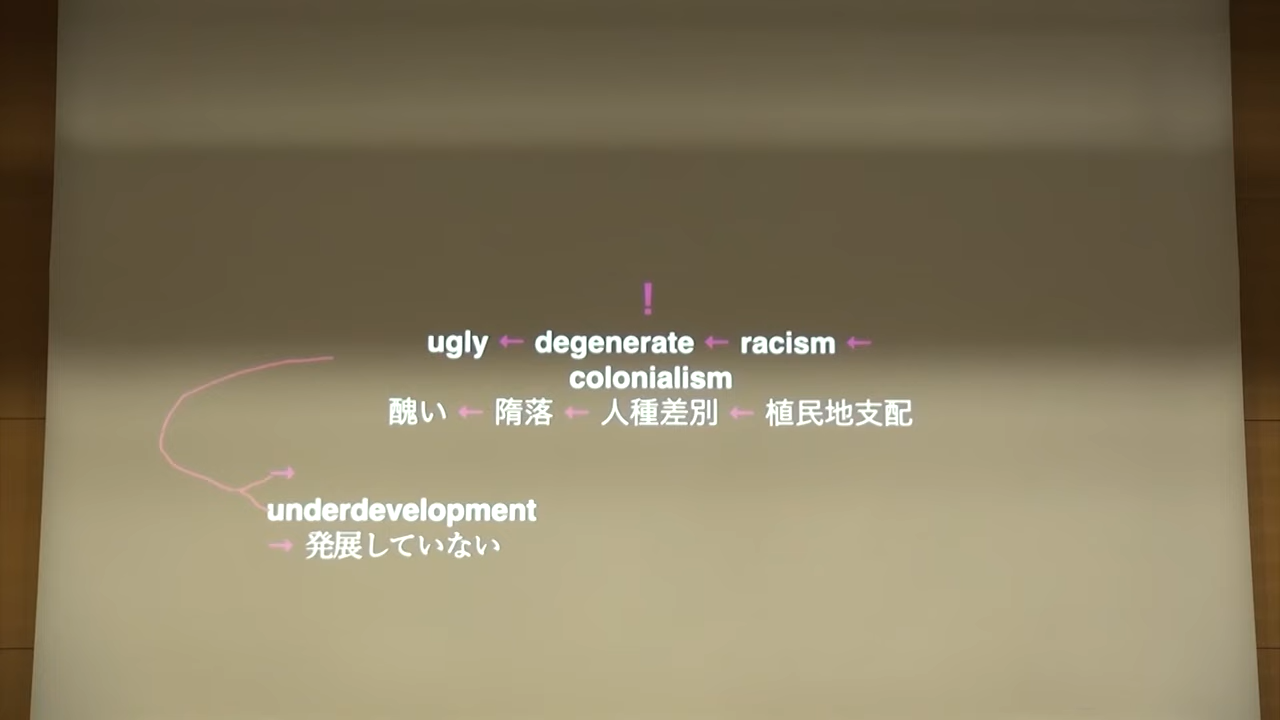 !
ugly ← degenerate ← racism ←
colonialism
醜い ← 隋落 ← 人種差別 ← 植民地支配
→
underdevelopment
→ 発展していない